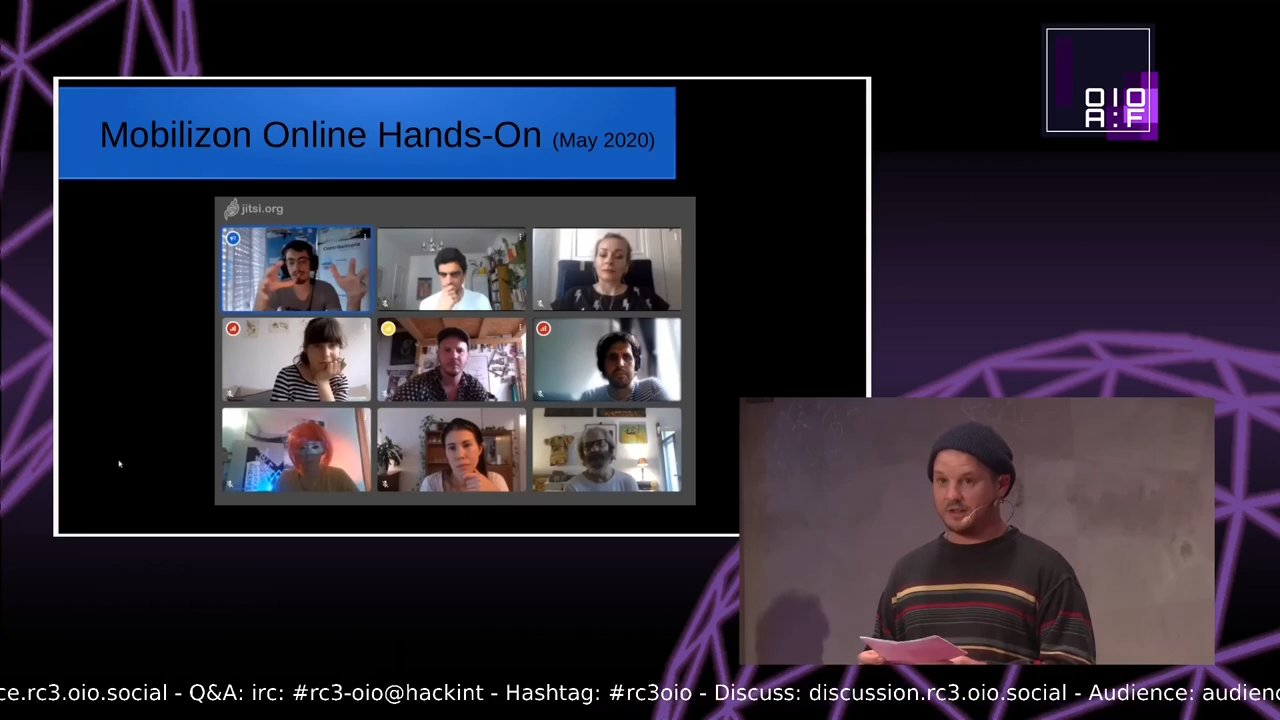 Mobilizon Online Hands-On (May 2020)
jitsi.org
OIO
A:F
ce.rc3.oio.social - Q&A: irc: #rc3-oio@hackint - Hashtag: #rc3oio - Discuss: discussion.rc3.oio.social - Audience: audienc